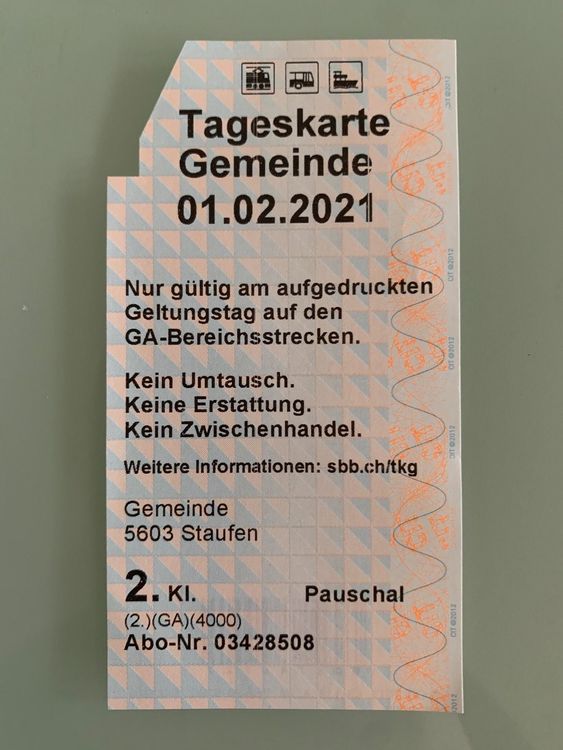 Tageskarte
Gemeinde
01.02.2021
Nur gültig am aufgedruckten
Geltungstag auf den
GA-Bereichsstrecken.
Kein Umtausch.
Keine Erstattung.
Kein Zwischenhandel.
Weitere Informationen: sbb.ch/tkg
Gemeinde
5603 Staufen
2. Kl. Pauschal
(2.)(GA)(4000)
Abo-Nr. 03428508